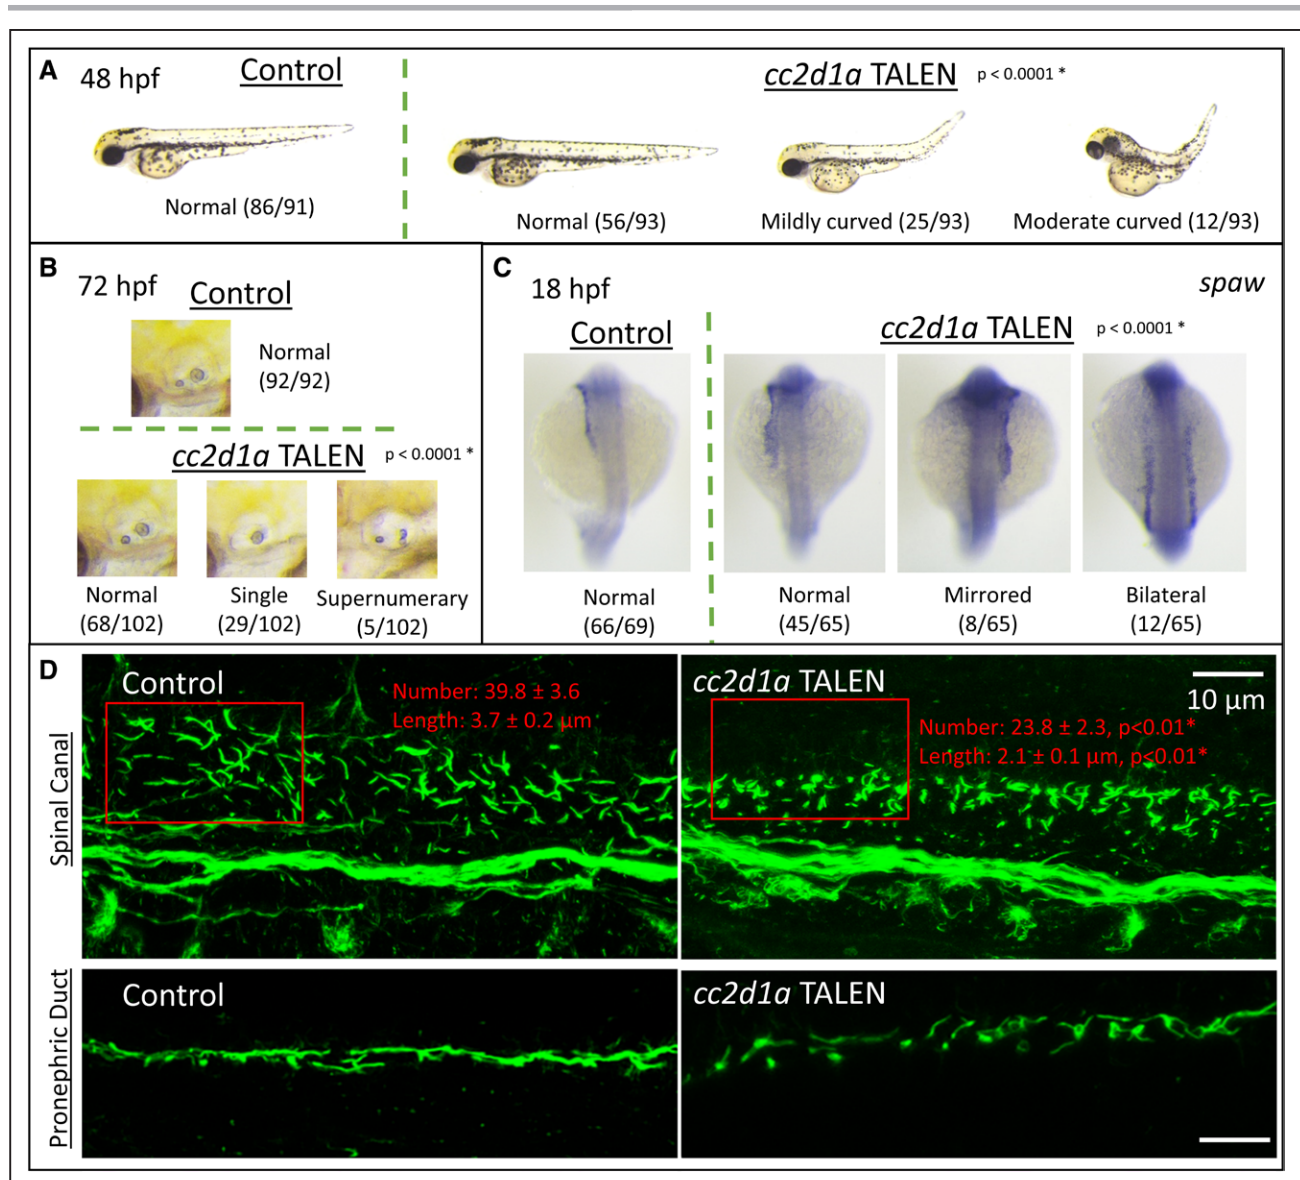 A
48 hpf
Control
cc2d1a TALEN
p < 0.0001 *
Normal (86/91)
Normal (56/93)
Mildly curved (25/93)
Moderate curved (12/93)
B
72 hpf
Control
Normal
(92/92)
cc2d1a TALEN
p < 0.0001 *
Normal
(68/102)
Single
(29/102)
Supernumerary
(5/102)
C
18 hpf
spaw
Control
cc2d1a TALEN
p < 0.0001 *
Normal
(66/69)
Normal
(45/65)
Mirrored
(8/65)
Bilateral
(12/65)
D
Spinal Canal
Control
Number: 39.8 ± 3.6
Length: 3.7 ± 0.2 µm
cc2d1a TALEN
10 µm
Number: 23.8 ± 2.3, p<0.01*
Length: 2.1 ± 0.1 µm, p<0.01*
Pronephric Duct
Control
cc2d1a TALEN